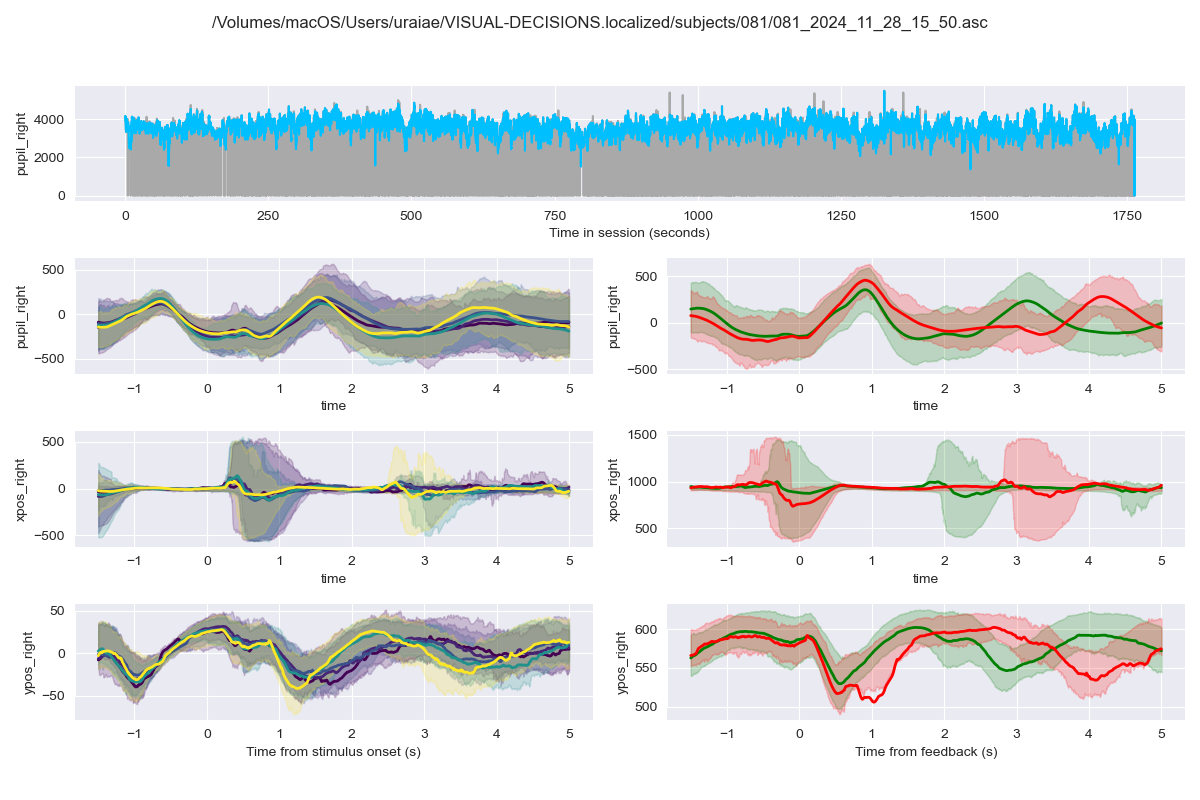 /Volumes/macOS/Users/uraiae/VISUAL-DECISIONS.localized/subjects/081/081_2024_11_28_15_50.asc
pupil_right
4000
2000
0
0 250 500 750 1000 1250 1500 1750
Time in session (seconds)
pupil_right
500
0
−500
−1 0 1 2 3 4 5
time
pupil_right
500
0
−500
−1 0 1 2 3 4 5
time
xpos_right
500
0
−500
−1 0 1 2 3 4 5
time
xpos_right
1500
1000
500
−1 0 1 2 3 4 5
time
ypos_right
50
0
−50
−1 0 1 2 3 4 5
Time from stimulus onset (s)
ypos_right
600
550
500
−1 0 1 2 3 4 5
Time from feedback (s)